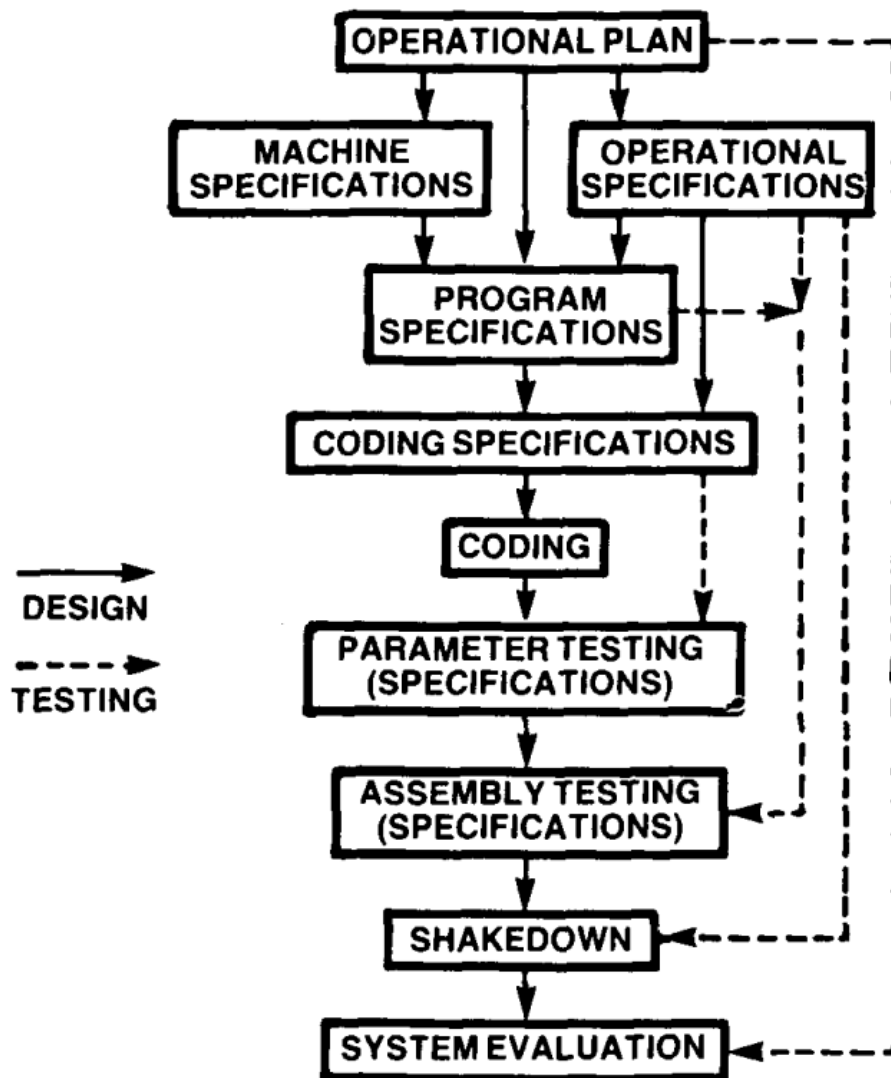 OPERATIONAL PLAN
MACHINE
SPECIFICATIONS
OPERATIONAL
SPECIFICATIONS
PROGRAM
SPECIFICATIONS
CODING SPECIFICATIONS
CODING
DESIGN
TESTING
PARAMETER TESTING
(SPECIFICATIONS)
ASSEMBLY TESTING
(SPECIFICATIONS)
SHAKEDOWN
SYSTEM EVALUATION